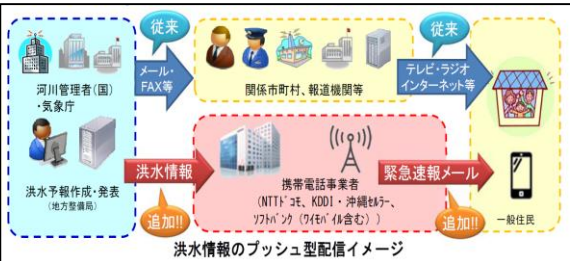 従来
メール・
FAX等
河川管理者(国)
・気象庁
洪水予報作成・発表
(地方整備局)
関係市町村、報道機関等
従来
テレビ・ラジオ
インターネット等
洪水情報
追加!!
携帯電話事業者
(NTTドコモ、KDDI・沖縄セルラー、
ソフトバンク(ワイモバイル含む))
緊急速報メール
追加!!
一般住民
洪水情報のプッシュ型配信イメージ